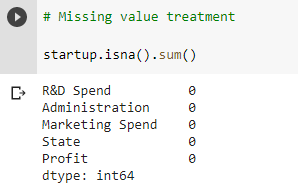 # Missing value treatment
startup.isna().sum()
R&D Spend 0
Administration 0
Marketing Spend 0
State 0
Profit 0
dtype: int64